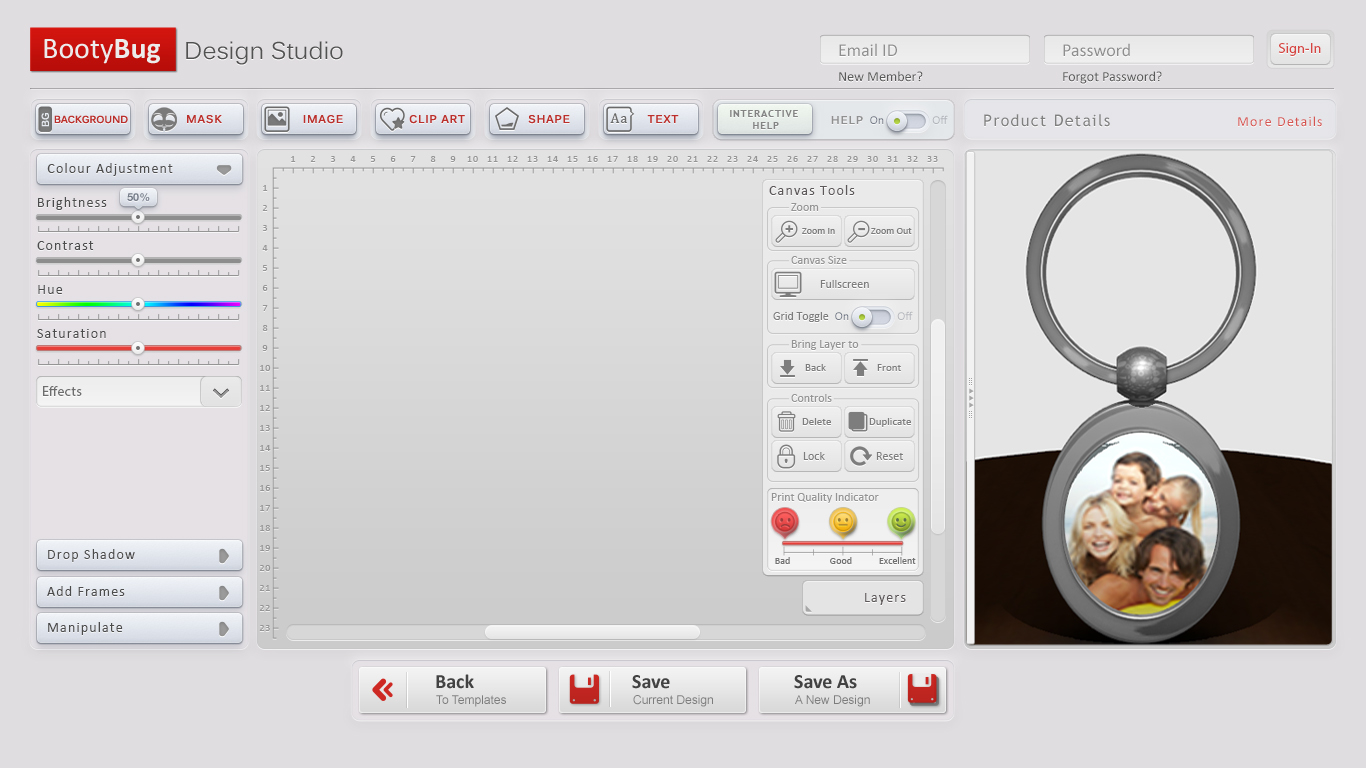 BootyBug Design Studio
Email ID
Password
Sign-In
New Member?
Forgot Password?
BG BACKGROUND
MASK
IMAGE
CLIP ART
SHAPE
Aa TEXT
INTERACTIVE
HELP
HELP On Off
Product Details
More Details
Colour Adjustment
Brightness
50%
Contrast
Hue
Saturation
Effects
Drop Shadow
Add Frames
Manipulate
1 2 3 4 5 6 7 8 9 10 11 12 13 14 15 16 17 18 19 20 21 22 23 24 25 26 27 28 29 30 31 32 33
1
2
3
4
5
6
7
8
9
10
11
12
13
14
15
16
17
18
19
20
21
22
23
Canvas Tools
Zoom
Zoom In
Zoom Out
Canvas Size
Fullscreen
Grid Toggle On Off
Bring Layer to
Back
Front
Controls
Delete
Duplicate
Lock
Reset
Print Quality Indicator
Bad
Good
Excellent
Layers
Back
To Templates
Save
Current Design
Save As
A New Design